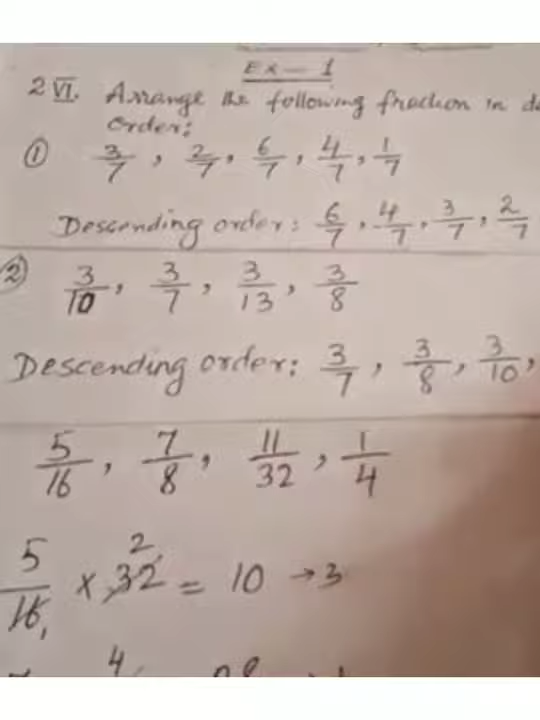 Ex - 1
2 VI. Arrange the following fraction in
order:
① 3/7, 2/7, 6/7, 4/7, 1/7
Descending order: 6/7, 4/7, 3/7, 2/7
② 3/10, 3/7, 3/13, 3/8
Descending order: 3/7, 3/8, 3/10,
5/16, 7/8, 11/32, 1/4
2
5/16 × 32 = 10 → 3
1
4